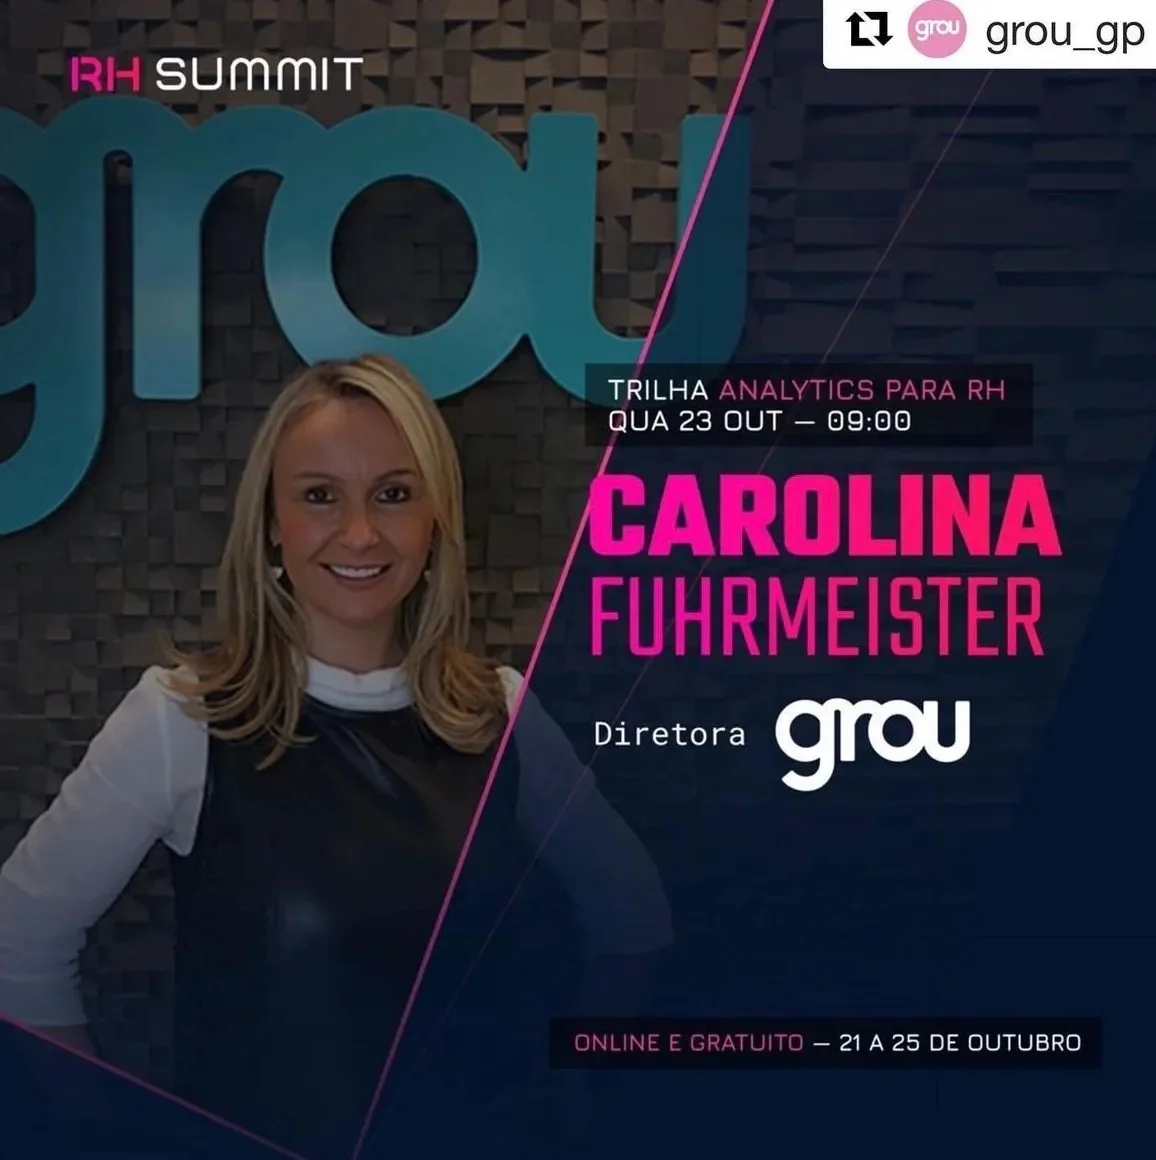 grou_gp
grou
RH SUMMIT
grou
TRILHA ANALYTICS PARA RH
QUA 23 OUT — 09:00
CAROLINA
FUHRMEISTER
Diretora grou
ONLINE E GRATUITO — 21 A 25 DE OUTUBRO